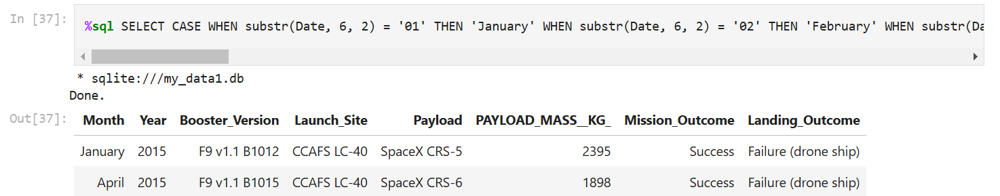 In [37]:
%sql SELECT CASE WHEN substr(Date, 6, 2) = '01' THEN 'January' WHEN substr(Date, 6, 2) = '02' THEN 'February' WHEN substr(Da
* sqlite:///my_data1.db
Done.
Out[37]:
Month Year Booster_Version Launch_Site Payload PAYLOAD_MASS__KG_ Mission_Outcome Landing_Outcome
January 2015 F9 v1.1 B1012 CCAFS LC-40 SpaceX CRS-5 2395 Success Failure (drone ship)
April 2015 F9 v1.1 B1015 CCAFS LC-40 SpaceX CRS-6 1898 Success Failure (drone ship)